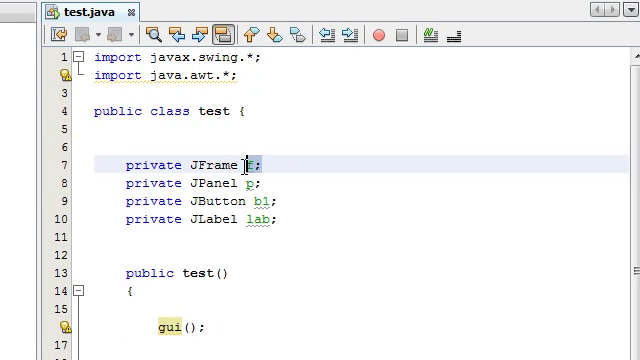 test.java
1 import javax.swing.*;
import java.awt.*;
3
4 public class test {
5
6
7 private JFrame f;
8 private JPanel p;
9 private JButton b1;
10 private JLabel lab;
11
12
13 public test()
14 {
15
gui();
17